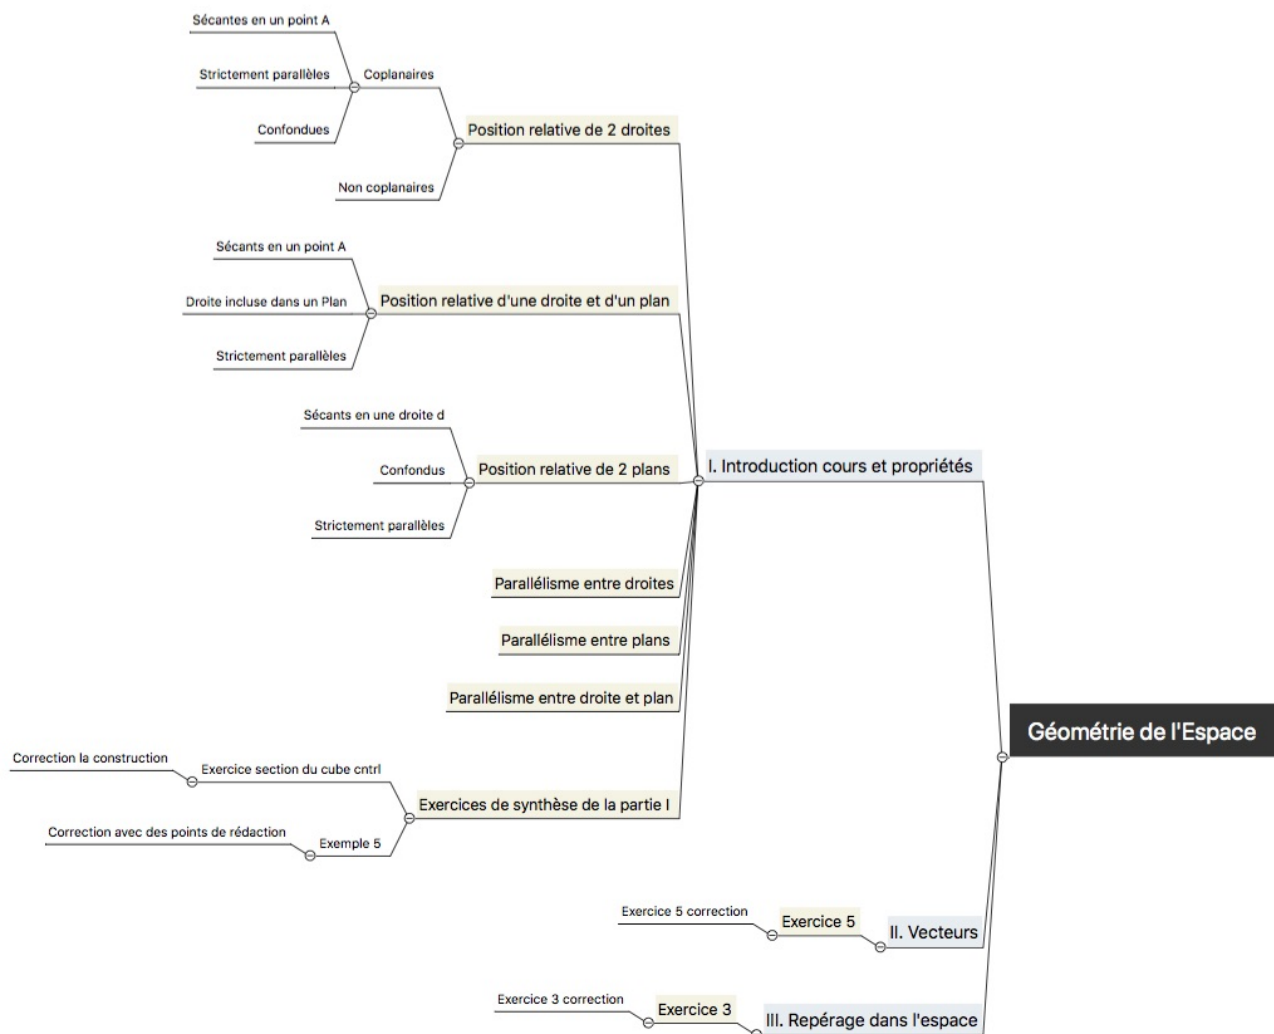 Sécantes en un point A
Strictement parallèles
Coplanaires
Confondues
Position relative de 2 droites
Non coplanaires
Sécants en un point A
Droite incluse dans un Plan
Position relative d'une droite et d'un plan
Strictement parallèles
Sécants en une droite d
Confondus
Position relative de 2 plans
I. Introduction cours et propriétés
Strictement parallèles
Parallélisme entre droites
Parallélisme entre plans
Parallélisme entre droite et plan
Géométrie de l'Espace
Correction la construction
Exercice section du cube cntrl
Exercices de synthèse de la partie I
Correction avec des points de rédaction
Exemple 5
Exercice 5 correction
Exercice 5
II. Vecteurs
Exercice 3 correction
Exercice 3
III. Repérage dans l'espace